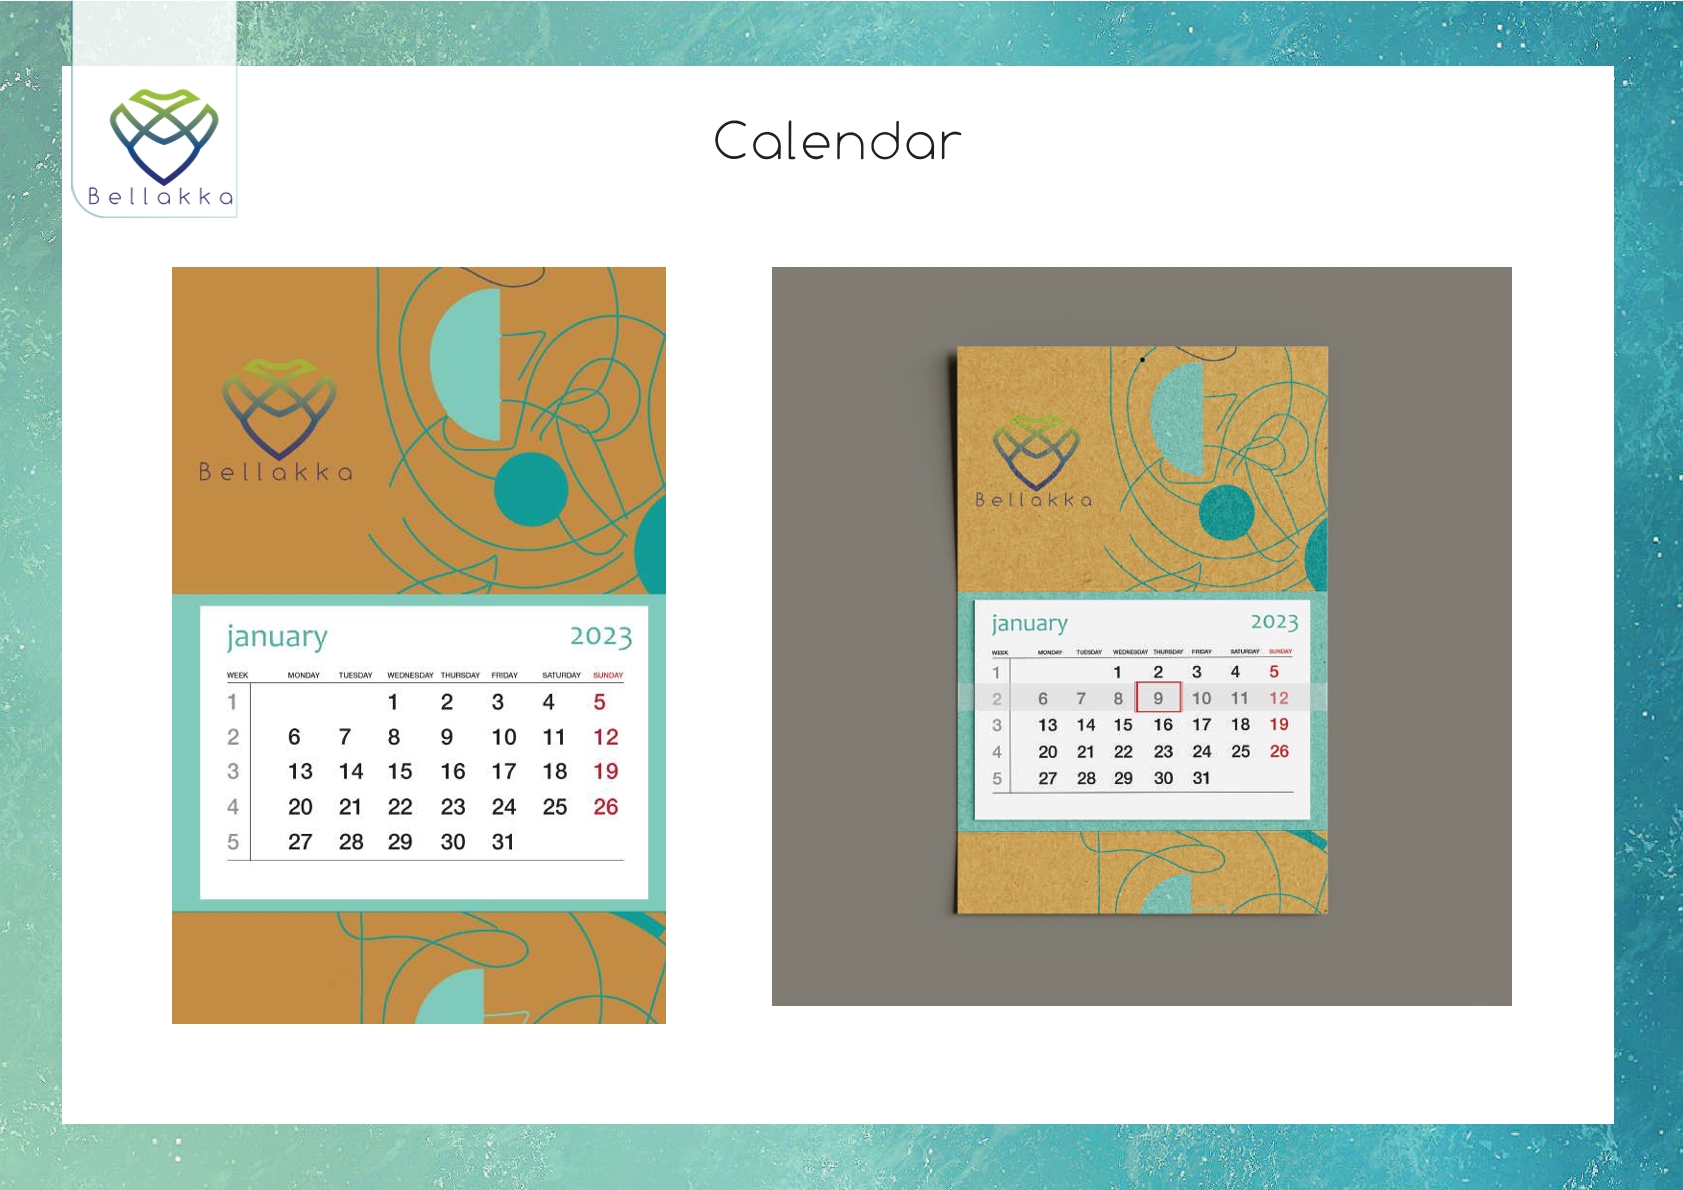 Bellakka
Calendar
Bellakka
january 2023
WEEK MONDAY TUESDAY WEDNESDAY THURSDAY FRIDAY SATURDAY SUNDAY
1 1 2 3 4 5
2 6 7 8 9 10 11 12
3 13 14 15 16 17 18 19
4 20 21 22 23 24 25 26
5 27 28 29 30 31
Bellakka
january 2023
WEEK MONDAY TUESDAY WEDNESDAY THURSDAY FRIDAY SATURDAY SUNDAY
1 1 2 3 4 5
2 6 7 8 9 10 11 12
3 13 14 15 16 17 18 19
4 20 21 22 23 24 25 26
5 27 28 29 30 31